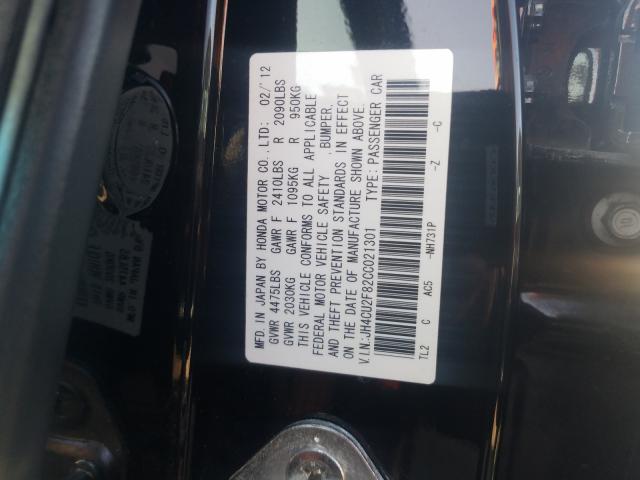 MFD. IN JAPAN BY HONDA MOTOR CO.,LTD: 02/'12
GVWR 4475LBS GAWR F 2410LBS R 2090LBS
GVWR 2030KG GAWR F 1095KG R 950KG
THIS VEHICLE CONFORMS TO ALL APPLICABLE
FEDERAL MOTOR VEHICLE SAFETY ,BUMPER,
AND THEFT PREVENTION STANDARDS IN EFFECT
ON THE DATE OF MANUFACTURE SHOWN ABOVE.
V.I.N:JH4CU2F82CC021301 TYPE: PASSENGER CAR
TL2 C AC5 -NH731P -Z -C